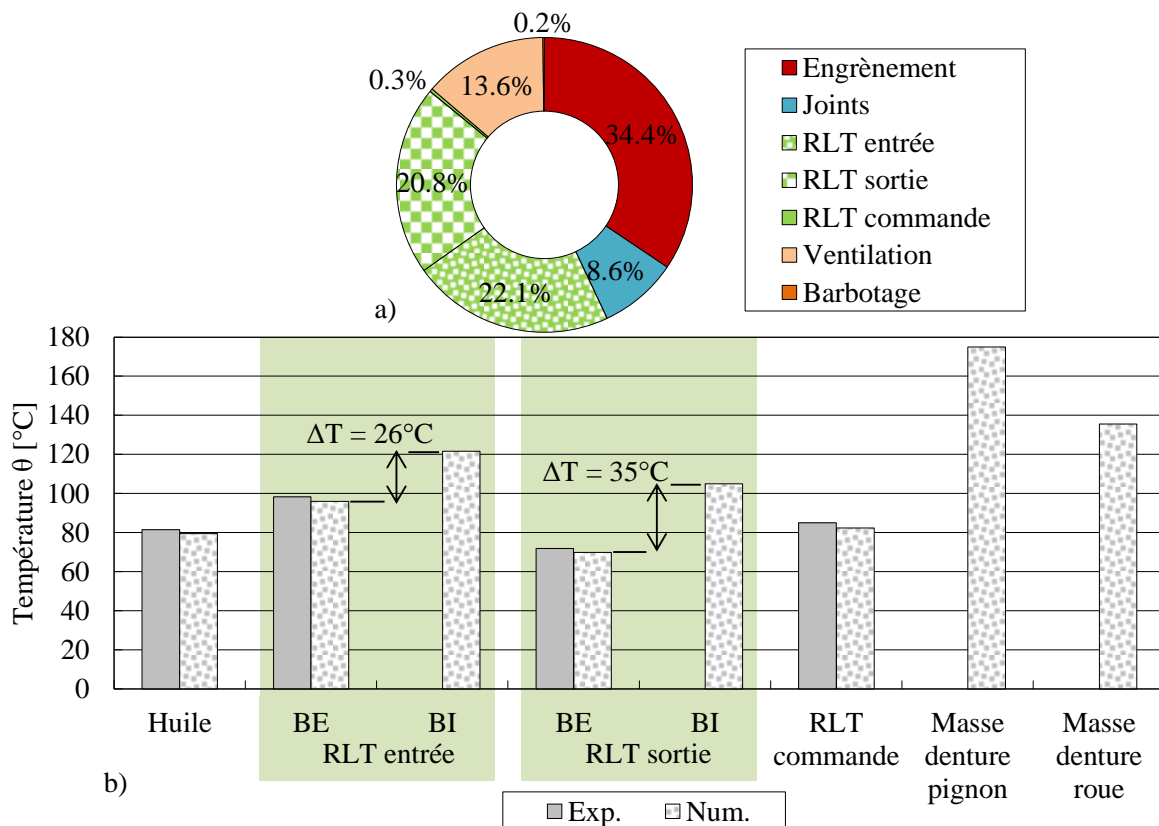 0.2%
0.3%
13.6%
34.4%
20.8%
8.6%
22.1%
a)
Engrènement
Joints
RLT entrée
RLT sortie
RLT commande
Ventilation
Barbotage
Température θ [°C]
180
160
140
120
100
80
60
40
20
0
ΔT = 26°C
ΔT = 35°C
Huile
BE
BI
RLT entrée
BE
BI
RLT sortie
RLT
commande
Masse
denture
pignon
Masse
denture
roue
b)
Exp.
Num.